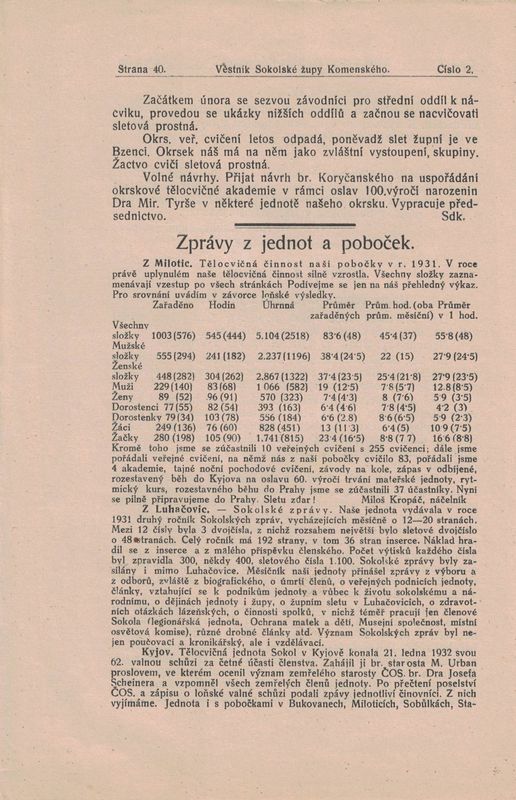 Strana 40. Věstník Sokolské župy Komenského. Číslo 2.
Začátkem února se sezvou závodníci pro střední oddíl k ná-
cviku, provedou se ukázky nižších oddílů a začnou se nacvičovati
sletová prostná.
Okrs. veř. cvičení letos odpadá, poněvadž slet župní je ve
Bzenci. Okrsek náš má na něm jako zvláštní vystoupení, skupiny.
Žactvo cvičí sletová prostná.
Volné návrhy. Přijat návrh br. Koryčanského na uspořádání
okrskové tělocvičné akademie v rámci oslav 100.výročí narozenin
Dra Mir. Tyrše v některé jednotě našeho okrsku. Vypracuje před-
sednictvo. Sdk.
Zprávy z jednot a poboček.
Z Milotic. Tělocvičná činnost naší pobočky v r. 1931. V roce
právě uplynulém naše tělocvičná činnost silně vzrostla. Všechny složky zazna-
menávají vzestup po všech stránkách Podívejme se jen na náš přehledný výkaz.
Pro srovnání uvádím v závorce loňské výsledky.
Zařaděno Hodin Úhrnná Průměr Prům. hod. (oba Průměr
zařaděných prům. měsíční) v 1 hod.
Všechny
složky 1003 (576) 545 (444) 5.104 (2518) 83·6 (48) 45·4 (37) 55·8 (48)
Mužské
složky 555 (294) 241 (182) 2.237 (1196) 38·4 (24·5) 22 (15) 27·9 (24·5)
Ženské
složky 448 (282) 304 (262) 2.867 (1322) 37·4 (23·5) 25·4 (21·8) 27·9 (23·5)
Muži 229 (140) 83 (68) 1 066 (582) 19 (12·5) 7·8 (5·7) 12.8 (8·5)
Ženy 89 (52) 96 (91) 570 (323) 7·4 (4·3) 8 (7·6) 5·9 (3·5)
Dorostenci 77 (55) 82 (54) 393 (163) 6·4 (4·6) 7·8 (4·5) 4·2 (3)
Dorostenky 79 (34) 103 (78) 556 (184) 6·6 (2.8) 8·6 (6·5) 5·9 (2·3)
Žáci 249 (136) 76 (60) 828 (451) 13 (11·3) 6·4 (5) 10·9 (7·5)
Žačky 280 (198) 105 (90) 1.741 (815) 23·4 (16·5) 8·8 (7 7) 16·6 (8·8)
Kromě toho jsme se zúčastnili 10 veřejných cvičení s 255 cvičenci; dále jsme
pořádali veřejné cvičení, na němž nás z naší pobočky cvičilo 83, pořádali jsme
4 akademie, tajné noční pochodové cvičení, závody na kole, zápas v odbíjené,
rozestavený běh do Kyjova na oslavu 60. výročí trvání mateřské jednoty, ryt-
mický kurs, rozestavného běhu do Prahy jsme se zúčastnili 37 účastníky. Nyní
se pilně připravujeme do Prahy. Sletu zdar! Miloš Kropáč, náčelník
Z Luhačovic. — Sokolské zprávy. Naše jednota vydávala v roce
1931 druhý ročník Sokolských zpráv, vycházejících měsíčně o 12—20 stranách.
Mezi 12 čísly byla 3 dvojčísla, z nichž rozsahem největší bylo sletové dvojčíslo
o 48 stranách. Celý ročník má 192 strany, v tom 36 stran inserce. Náklad hra-
dil se z inserce a z malého příspěvku členského. Počet výtisků každého čísla
byl zpravidla 300, někdy 400, sletového čísla 1.100. Sokolské zprávy byly za-
sílány i mimo Luhačovice. Měsíčník naší jednoty přinášel zprávy z výboru a
z odborů, zvláště z biografického, o úmrtí členů, o veřejných podnicích jednoty,
články, vztahující se k podnikům jednoty a vůbec k životu sokolskému a ná-
rodnímu, o dějinách jednoty i župy, o župním sletu v Luhačovicích, o zdravot-
ních otázkách lázeňských, o činnosti spolků, v nichž téměř pracují jen členové
Sokola (legionářská jednota, Ochrana matek a dětí, Musejní společnost, místní
osvětová komise), různé drobné články atd. Význam Sokolských zpráv byl ne-
jen poučovací a kronikářský, ale i vzdělávací.
Kyjov. Tělocvičná jednota Sokol v Kyjově konala 21. ledna 1932 svou
62. valnou schůzi za četné účasti členstva. Zahájil ji br. starosta M. Urban
proslovem, ve kterém ocenil význam zemřelého starosty ČOS. br. Dra Josefa
Scheinera a vzpomněl všech zemřelých členů jednoty. Po přečtení poselství
ČOS. a zápisu o loňské valné schůzi podali zprávy jednotliví činovníci. Z nich
vyjímáme. Jednota i s pobočkami v Bukovanech, Miloticích, Sobůlkách, Sta-